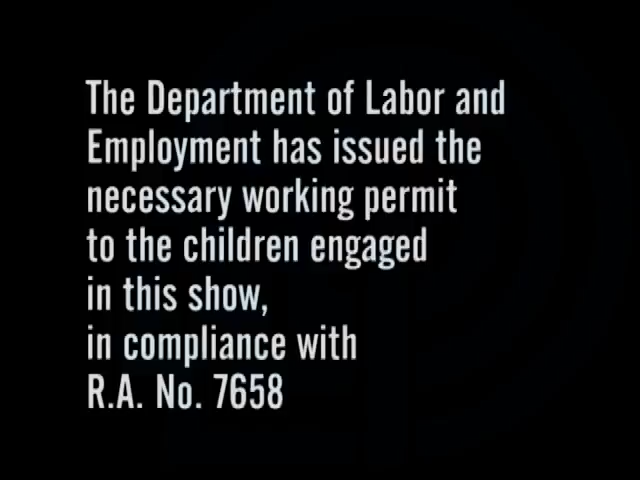 The Department of Labor and
Employment has issued the
necessary working permit
to the children engaged
in this show,
in compliance with
R.A. No. 7658